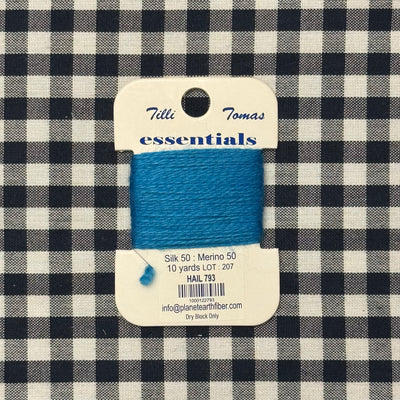 Tilli Tomas
essentials
Silk 50 : Merino 50
10 yards LOT : 207
HAIL 793
1000122793
info@planetearthfiber.com
Dry Block Only